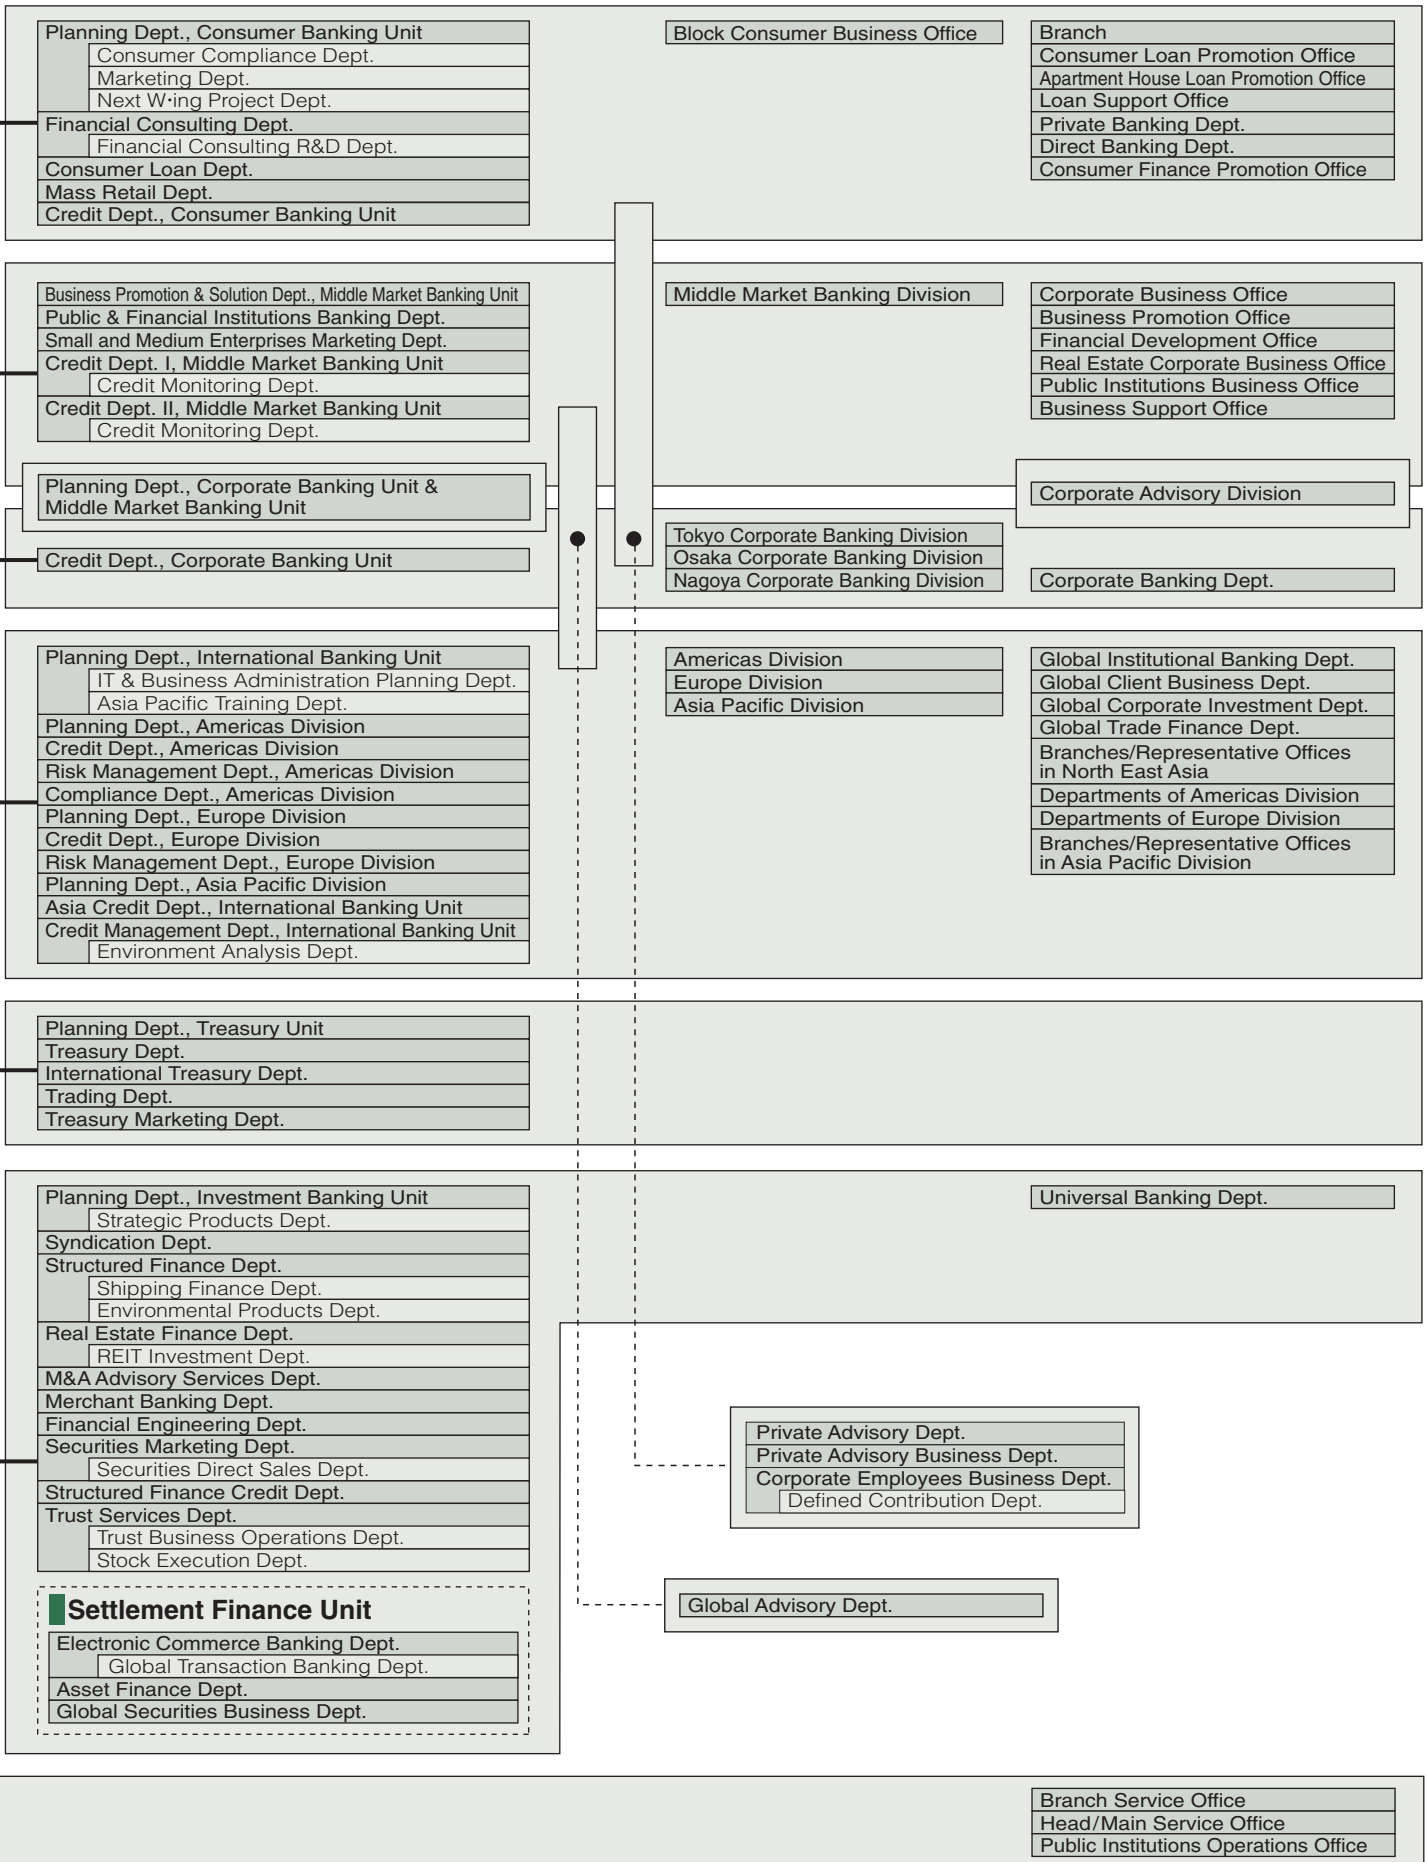 Planning Dept., Consumer Banking Unit
Consumer Compliance Dept.
Marketing Dept.
Next W·ing Project Dept.
Financial Consulting Dept.
Financial Consulting R&D Dept.
Consumer Loan Dept.
Mass Retail Dept.
Credit Dept., Consumer Banking Unit
Block Consumer Business Office
Branch
Consumer Loan Promotion Office
Apartment House Loan Promotion Office
Loan Support Office
Private Banking Dept.
Direct Banking Dept.
Consumer Finance Promotion Office
Business Promotion & Solution Dept., Middle Market Banking Unit
Public & Financial Institutions Banking Dept.
Small and Medium Enterprises Marketing Dept.
Credit Dept. I, Middle Market Banking Unit
Credit Monitoring Dept.
Credit Dept. II, Middle Market Banking Unit
Credit Monitoring Dept.
Middle Market Banking Division
Corporate Business Office
Business Promotion Office
Financial Development Office
Real Estate Corporate Business Office
Public Institutions Business Office
Business Support Office
Planning Dept., Corporate Banking Unit &
Middle Market Banking Unit
Corporate Advisory Division
Credit Dept., Corporate Banking Unit
Tokyo Corporate Banking Division
Osaka Corporate Banking Division
Nagoya Corporate Banking Division
Corporate Banking Dept.
Planning Dept., International Banking Unit
IT & Business Administration Planning Dept.
Asia Pacific Training Dept.
Planning Dept., Americas Division
Credit Dept., Americas Division
Risk Management Dept., Americas Division
Compliance Dept., Americas Division
Planning Dept., Europe Division
Credit Dept., Europe Division
Risk Management Dept., Europe Division
Planning Dept., Asia Pacific Division
Asia Credit Dept., International Banking Unit
Credit Management Dept., International Banking Unit
Environment Analysis Dept.
Americas Division
Europe Division
Asia Pacific Division
Global Institutional Banking Dept.
Global Client Business Dept.
Global Corporate Investment Dept.
Global Trade Finance Dept.
Branches/Representative Offices
in North East Asia
Departments of Americas Division
Departments of Europe Division
Branches/Representative Offices
in Asia Pacific Division
Planning Dept., Treasury Unit
Treasury Dept.
International Treasury Dept.
Trading Dept.
Treasury Marketing Dept.
Planning Dept., Investment Banking Unit
Strategic Products Dept.
Syndication Dept.
Structured Finance Dept.
Shipping Finance Dept.
Environmental Products Dept.
Real Estate Finance Dept.
REIT Investment Dept.
M&A Advisory Services Dept.
Merchant Banking Dept.
Financial Engineering Dept.
Securities Marketing Dept.
Securities Direct Sales Dept.
Structured Finance Credit Dept.
Trust Services Dept.
Trust Business Operations Dept.
Stock Execution Dept.
Universal Banking Dept.
Private Advisory Dept.
Private Advisory Business Dept.
Corporate Employees Business Dept.
Defined Contribution Dept.
Global Advisory Dept.
Settlement Finance Unit
Electronic Commerce Banking Dept.
Global Transaction Banking Dept.
Asset Finance Dept.
Global Securities Business Dept.
Branch Service Office
Head/Main Service Office
Public Institutions Operations Office